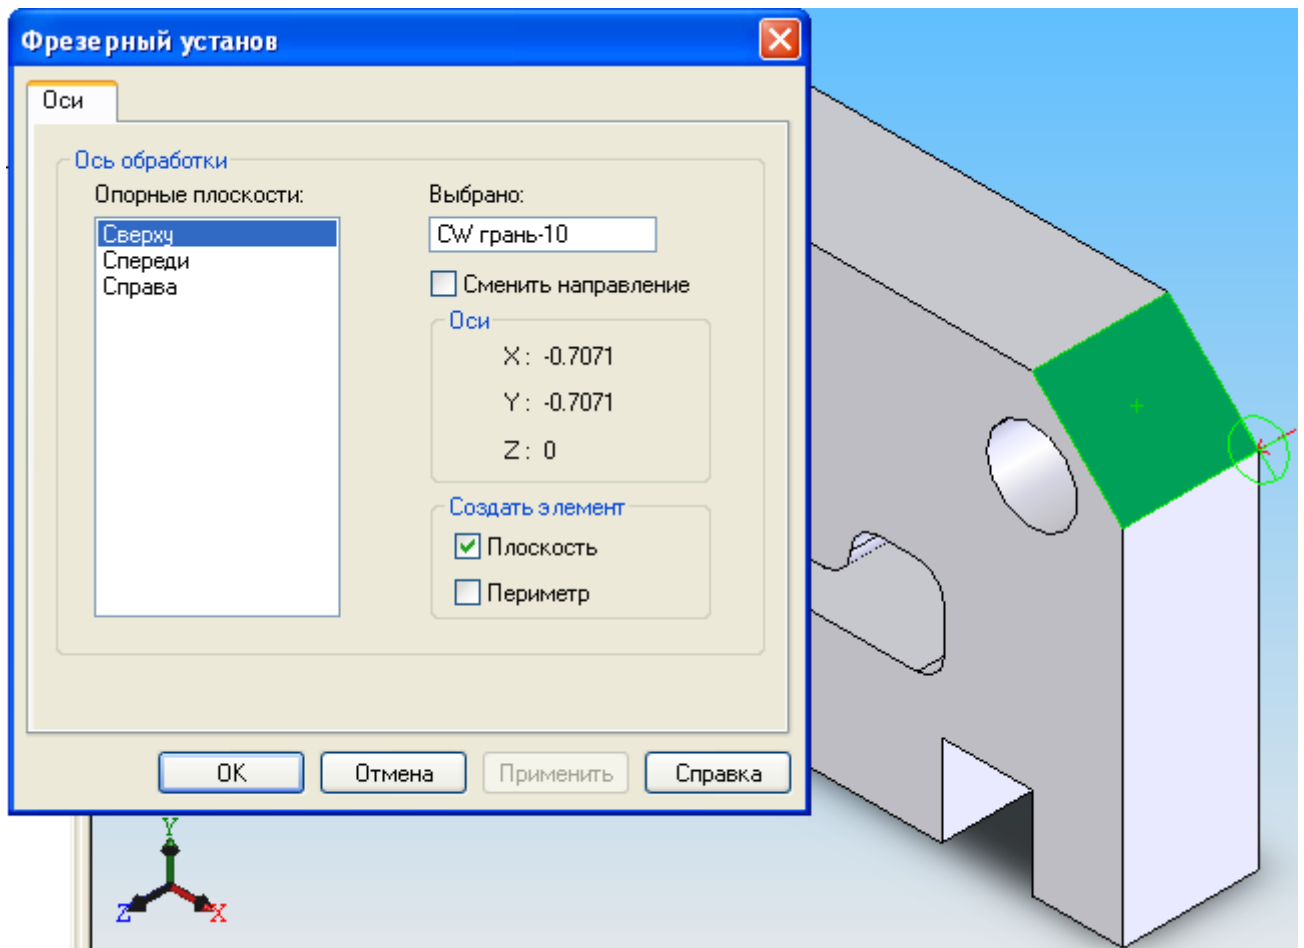 Фрезерный установ
Оси
Ось обработки
Опорные плоскости:
Сверху
Спереди
Справа
Выбрано:
CW грань-10
Сменить направление
Оси
X: -0.7071
Y: -0.7071
Z: 0
Создать элемент
Плоскость
Периметр
OK
Отмена
Применить
Справка
Y
Z
X